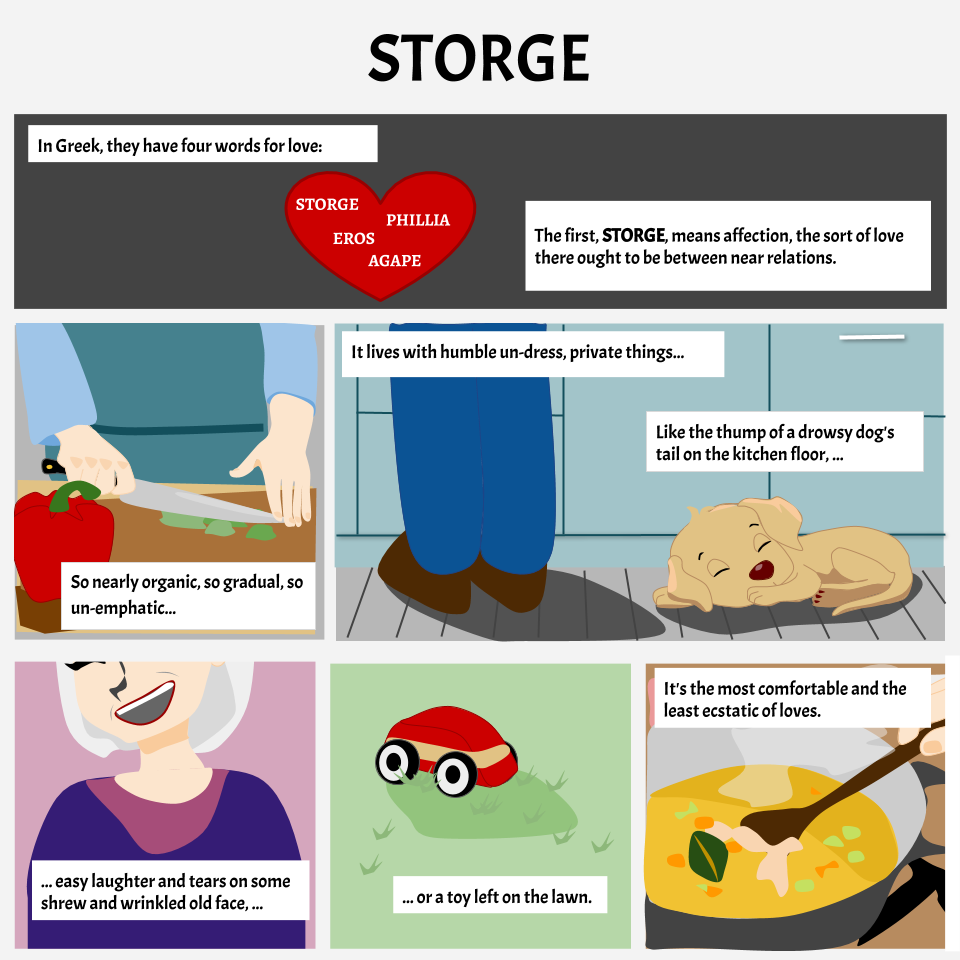 STORGE
In Greek, they have four words for love:
STORGE
PHILLIA
EROS
AGAPE
The first, STORGE, means affection, the sort of love
there ought to be between near relations.
So nearly organic, so gradual, so
un-emphatic...
It lives with humble un-dress, private things...
Like the thump of a drowsy dog's
tail on the kitchen floor, ...
... easy laughter and tears on some
shrew and wrinkled old face, ...
... or a toy left on the lawn.
It's the most comfortable and the
least ecstatic of loves.